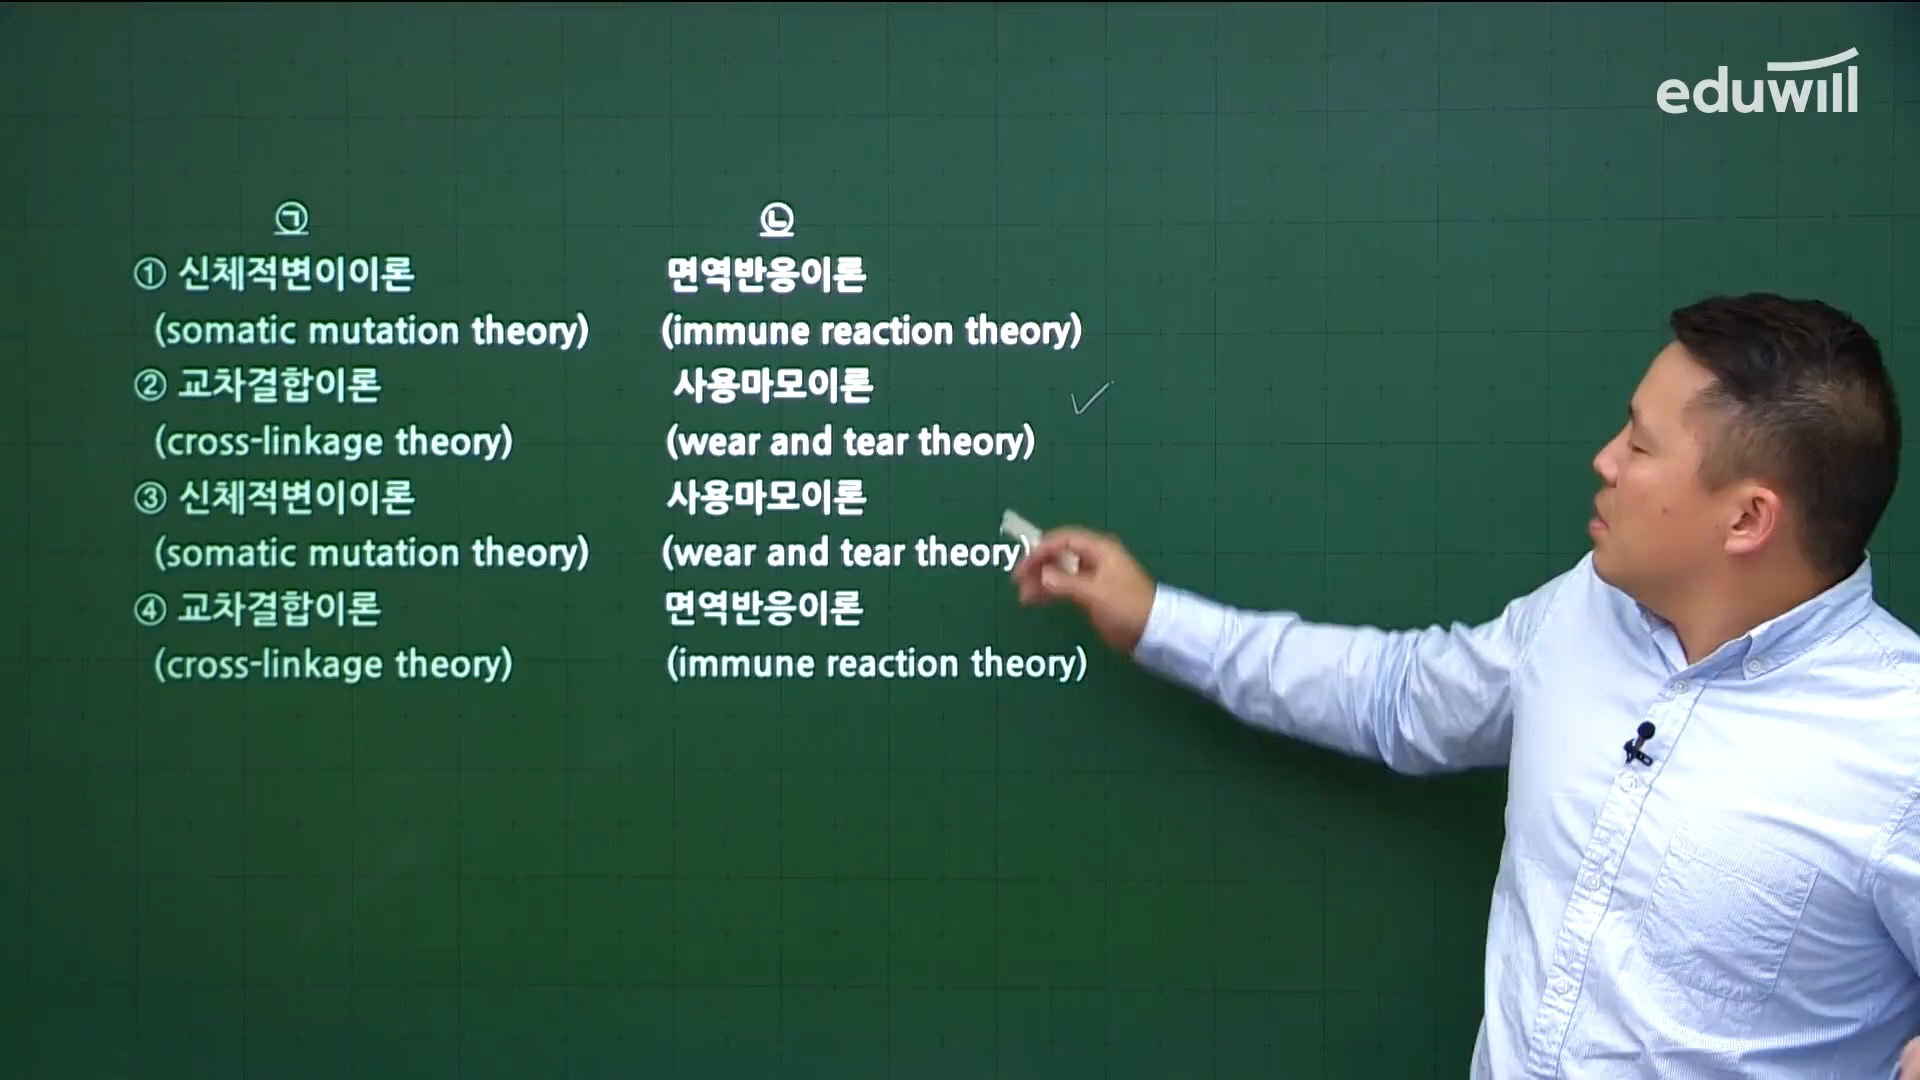 eduwill
㉠ ㉡
① 신체적변이이론 면역반응이론
(somatic mutation theory) (immune reaction theory)
② 교차결합이론 사용마모이론
(cross-linkage theory) (wear and tear theory)
③ 신체적변이이론 사용마모이론
(somatic mutation theory) (wear and tear theory)
④ 교차결합이론 면역반응이론
(cross-linkage theory) (immune reaction theory)